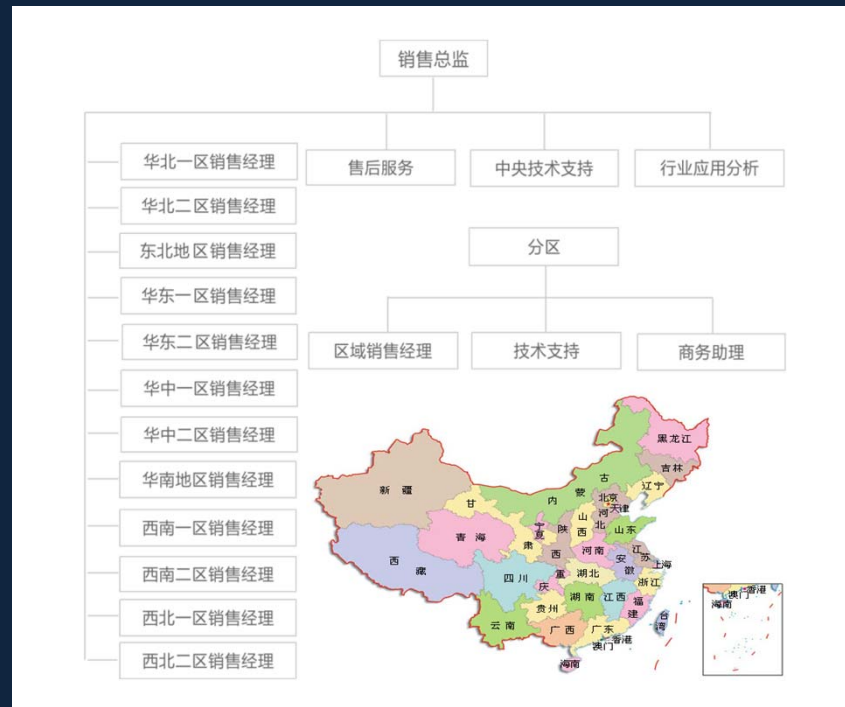 销售总监
华北一区销售经理
华北二区销售经理
东北地区销售经理
华东一区销售经理
华东二区销售经理
华中一区销售经理
华中二区销售经理
华南地区销售经理
西南一区销售经理
西南二区销售经理
西北一区销售经理
西北二区销售经理
售后服务
中央技术支持
行业应用分析
分区
区域销售经理
技术支持
商务助理
黑龙江
吉林
辽宁
内蒙古
新疆
甘肃
北京
天津
河北
山西
山东
宁夏
陕西
青海
河南
江苏
安徽
上海
西藏
四川
重庆
湖北
浙江
湖南
江西
贵州
福建
云南
广西
广东
台湾
香港
澳门
海南
香港
澳门
海南